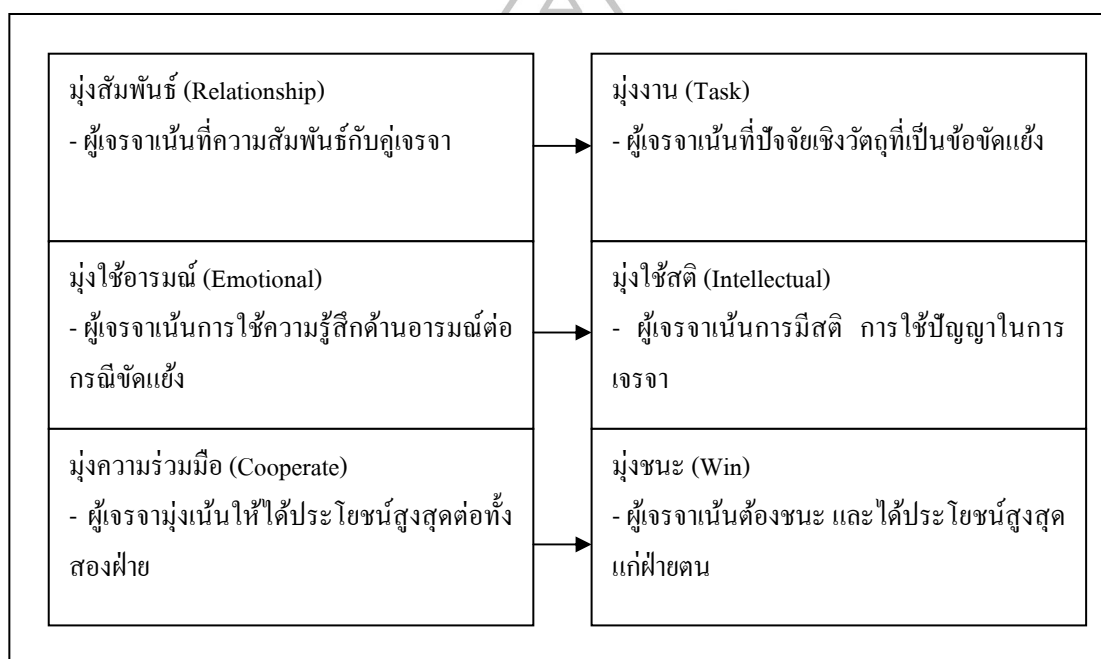 มุ่งสัมพันธ์ (Relationship)
- ผู้เจรจาเน้นที่ความสัมพันธ์กับคู่เจรจา
มุ่งงาน (Task)
- ผู้เจรจาเน้นที่ปัจจัยเชิงวัตถุที่เป็นข้อขัดแย้ง
มุ่งใช้อารมณ์ (Emotional)
- ผู้เจรจาเน้นการใช้ความรู้สึกด้านอารมณ์ต่อ
กรณีขัดแย้ง
มุ่งใช้สติ (Intellectual)
- ผู้เจรจาเน้นการมีสติ การใช้ปัญญาในการ
เจรจา
มุ่งความร่วมมือ (Cooperate)
- ผู้เจรจามุ่งเน้นให้ได้ประโยชน์สูงสุดต่อทั้ง
สองฝ่าย
มุ่งชนะ (Win)
- ผู้เจรจาเน้นต้องชนะ และได้ประโยชน์สูงสุด
แก่ฝ่ายตน